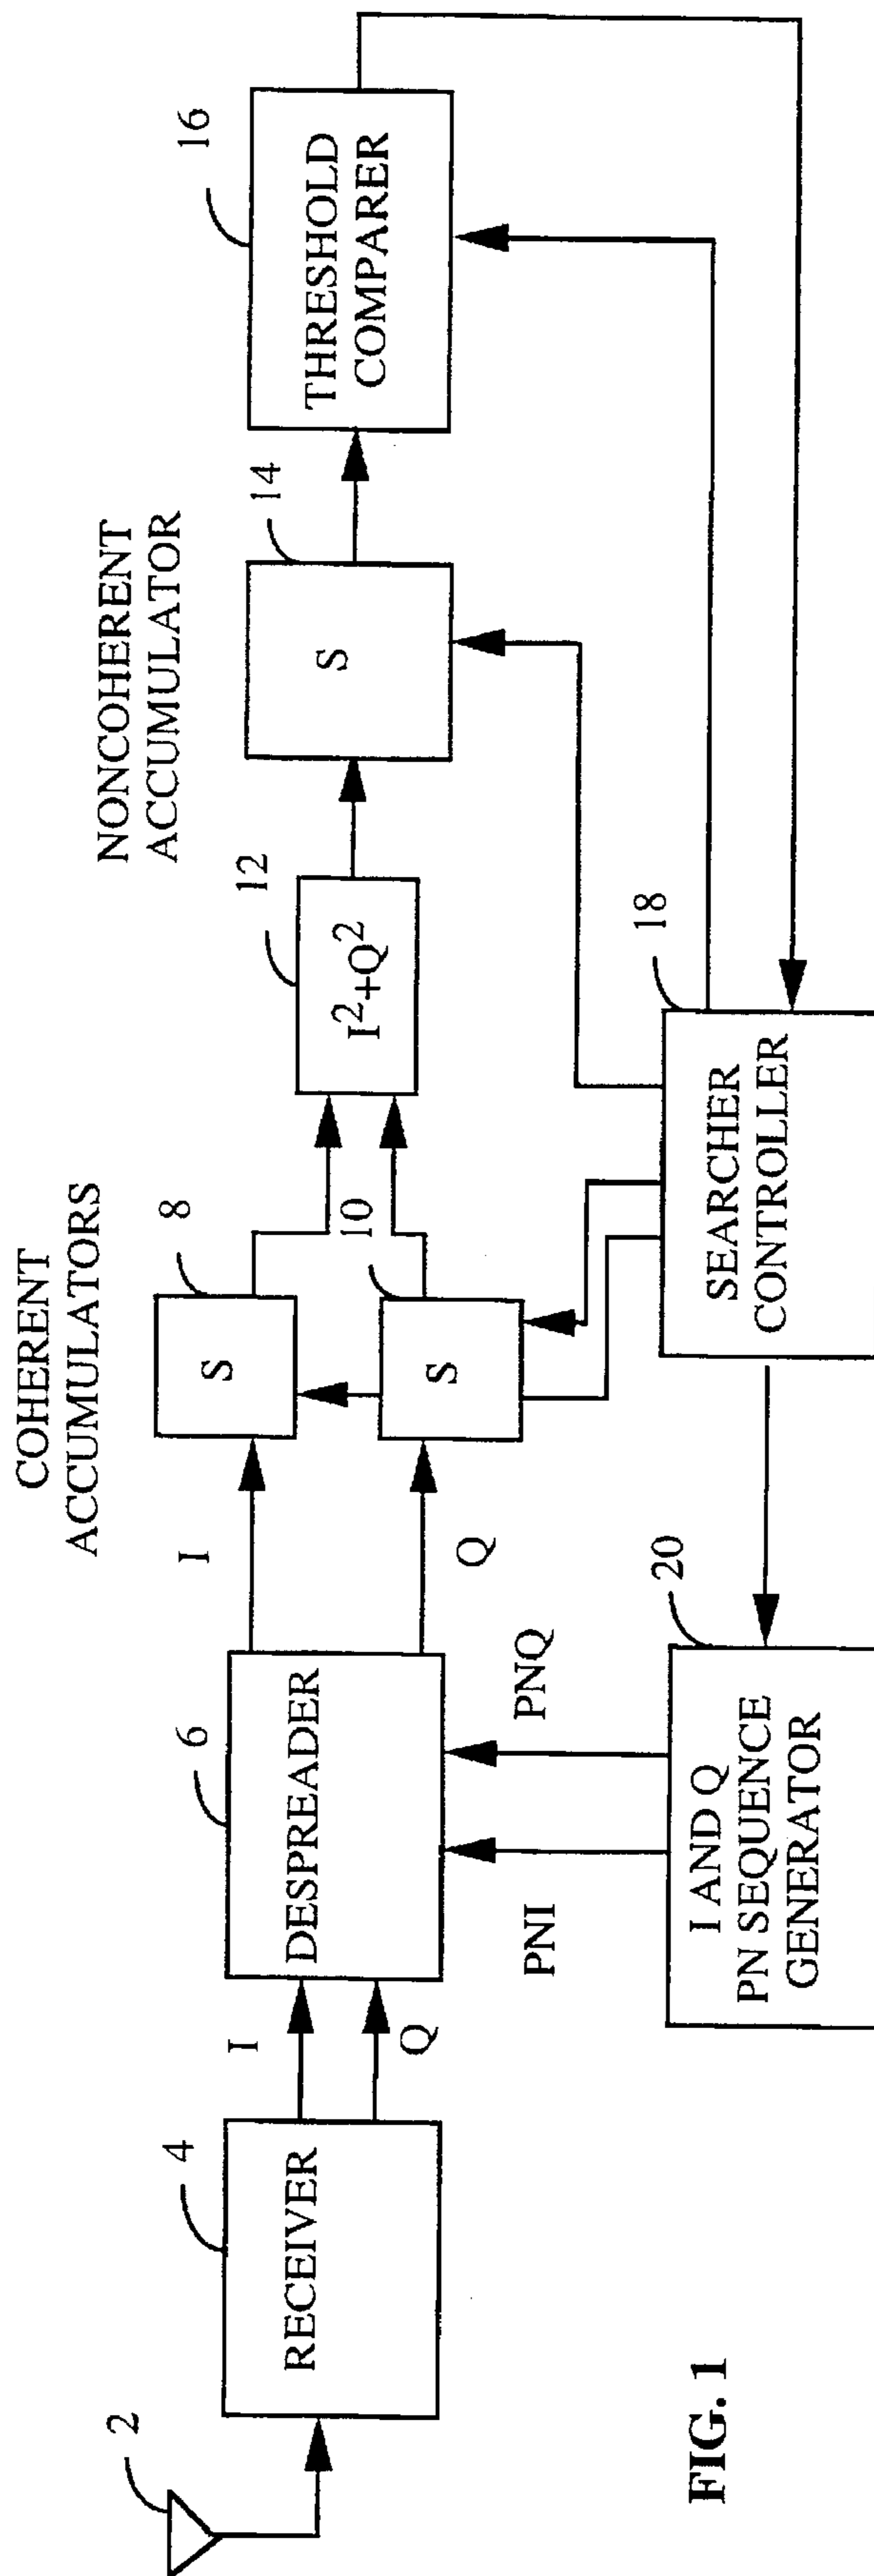 COHERENT
ACCUMULATORS
NONCOHERENT
ACCUMULATOR
2
4
RECEIVER
I
Q
6
DESPREADER
I
Q
8
S
10
S
12
I²+Q²
14
S
16
THRESHOLD
COMPARER
PNI
PNQ
20
I AND Q
PN SEQUENCE
GENERATOR
18
SEARCHER
CONTROLLER
FIG. 1